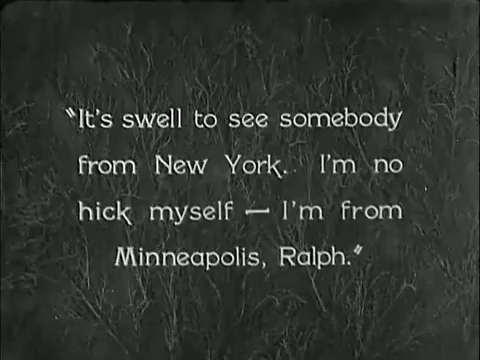 "It's swell to see somebody
from New York. I'm no
hick myself — I'm from
Minneapolis, Ralph."